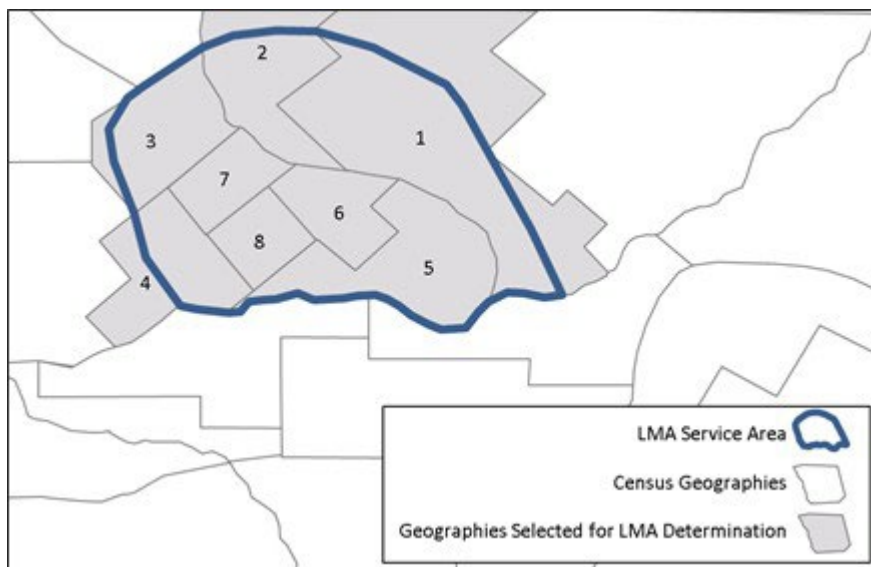 2
1
3
7
6
8
5
4
LMA Service Area
Census Geographies
Geographies Selected for LMA Determination